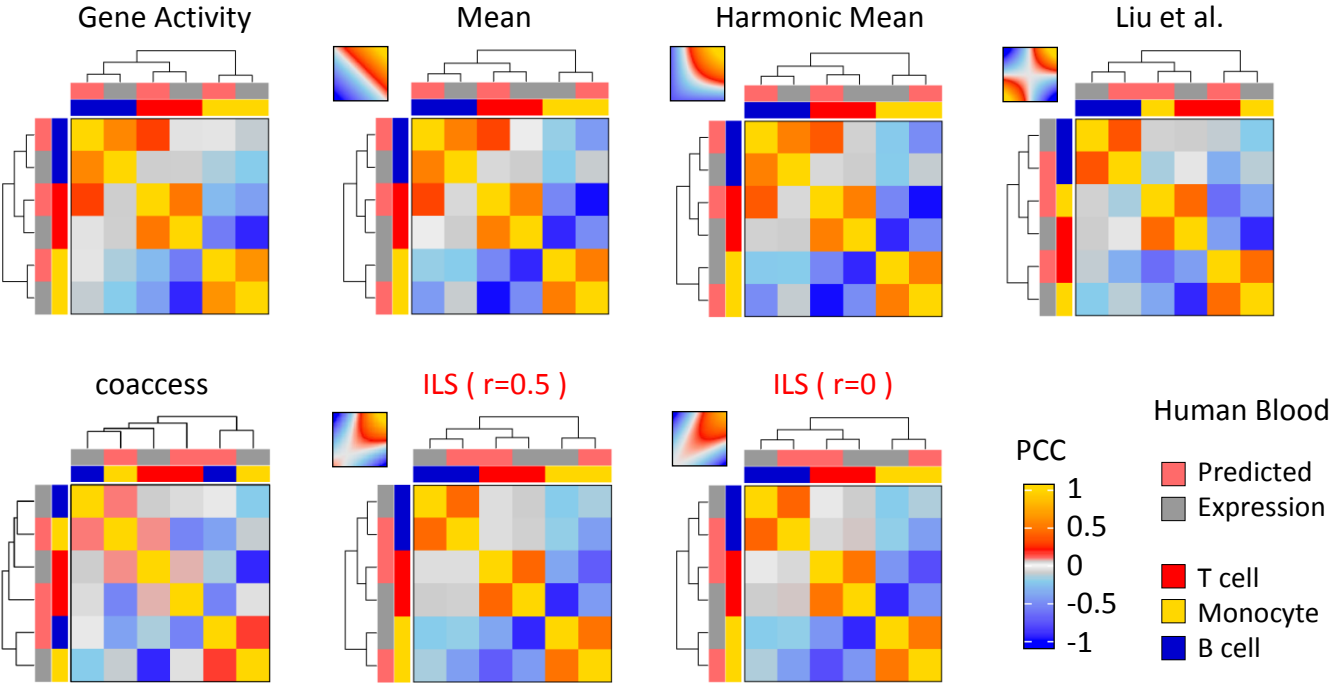 Gene Activity
Mean
Harmonic Mean
Liu et al.
coaccess
ILS ( r=0.5 )
ILS ( r=0 )
PCC
1
0.5
0
-0.5
-1
Human Blood
Predicted
Expression
T cell
Monocyte
B cell